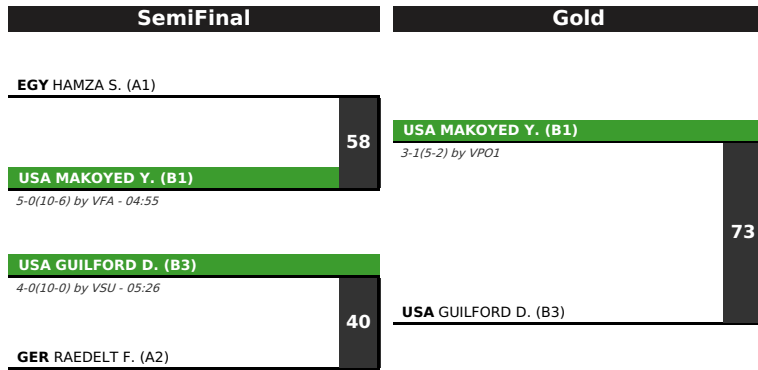 SemiFinal
EGY HAMZA S. (A1)
58
USA MAKOYED Y. (B1)
5-0(10-6) by VFA - 04:55
USA GUILFORD D. (B3)
4-0(10-0) by VSU - 05:26
40
GER RAEDELT F. (A2)
Gold
USA MAKOYED Y. (B1)
3-1(5-2) by VPO1
73
USA GUILFORD D. (B3)